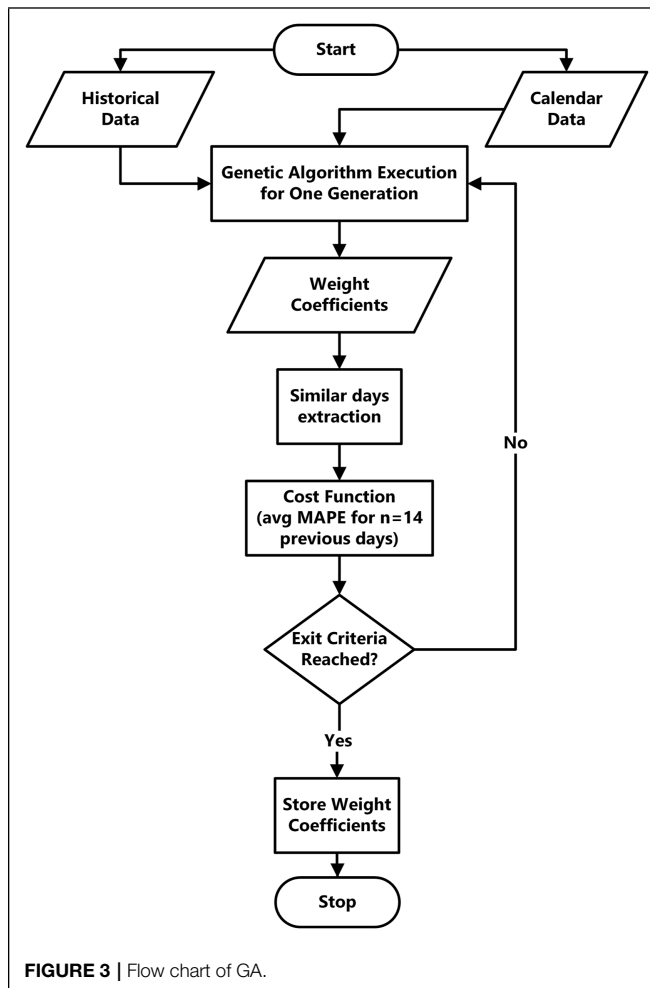 Start
Historical
Data
Calendar
Data
Genetic Algorithm Execution
for One Generation
Weight
Coefficients
Similar days
extraction
No
Cost Function
(avg MAPE for n=14
previous days)
Exit Criteria
Reached?
Yes
Store Weight
Coefficients
Stop
FIGURE 3 | Flow chart of GA.